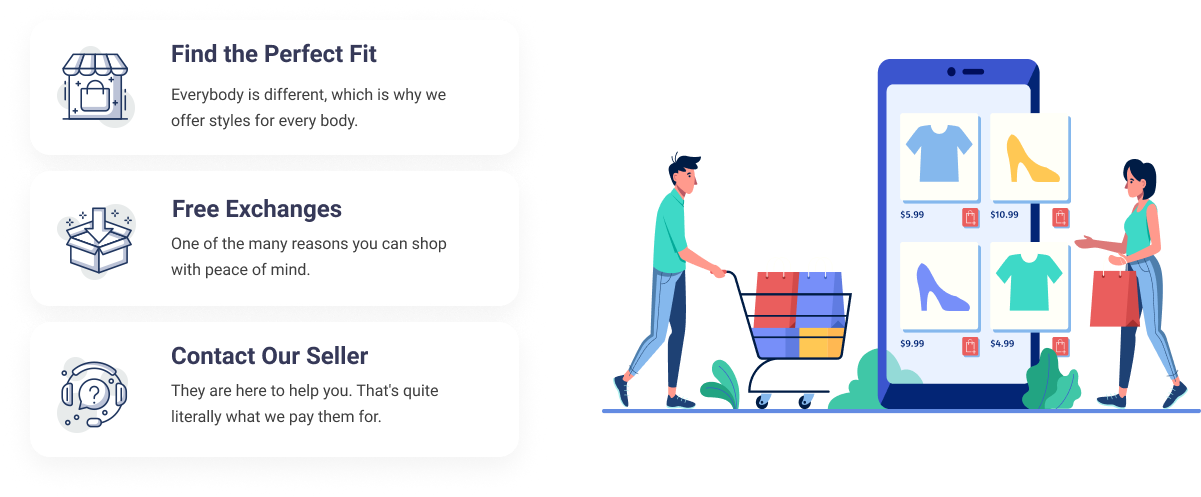 Find the Perfect Fit
Everybody is different, which is why we
offer styles for every body.
Free Exchanges
One of the many reasons you can shop
with peace of mind.
Contact Our Seller
?
They are here to help you. That's quite
literally what we pay them for.
$5.99
$10.99
$9.99
$4.99